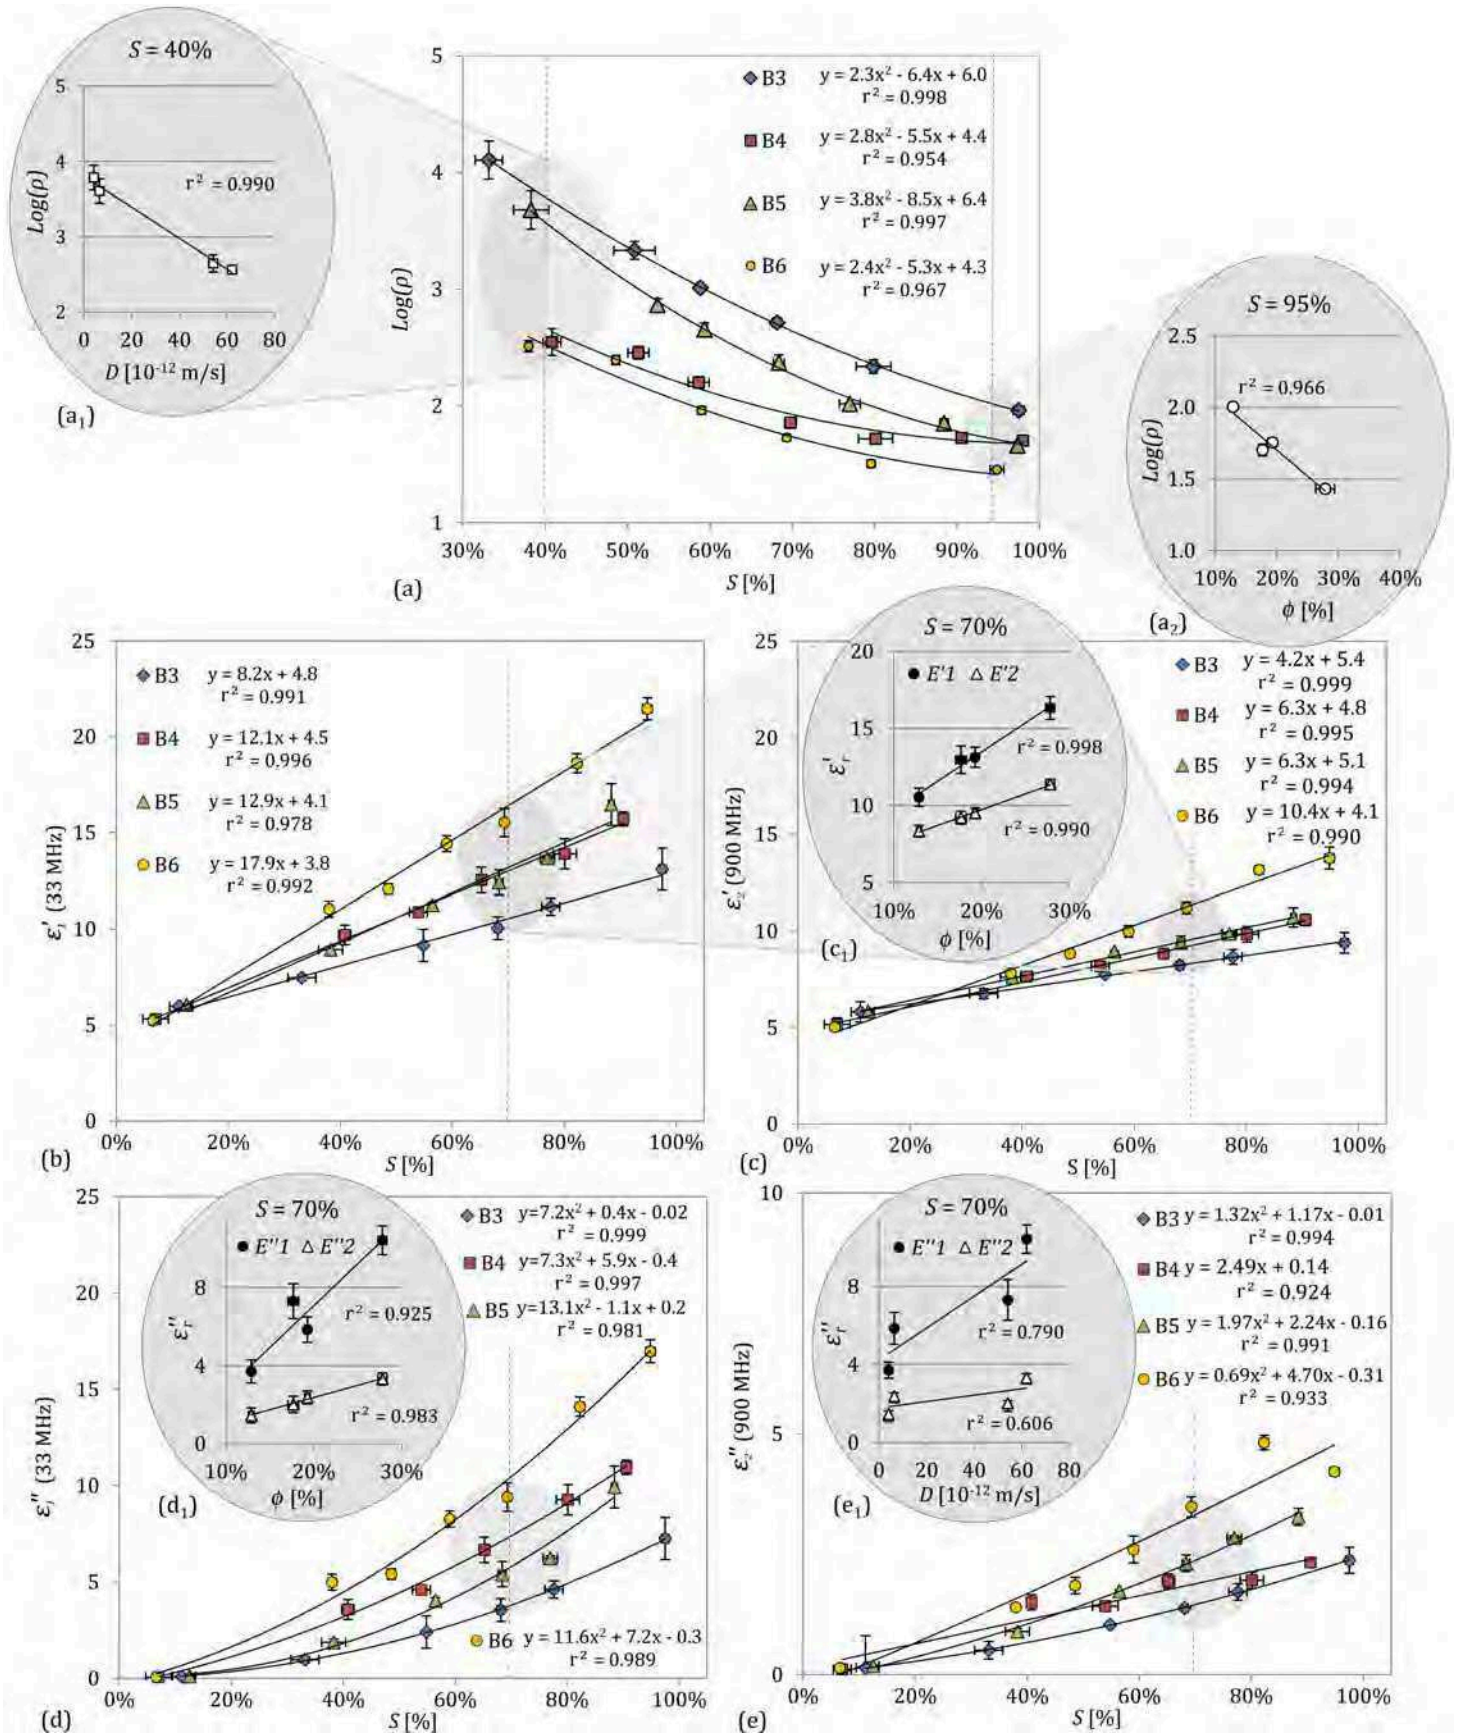 S = 40%
5
4
3
2
Log(ρ)
r² = 0.990
0 20 40 60 80
D [10⁻¹² m/s]
(a₁)
5
4
3
2
1
Log(ρ)
B3 y = 2.3x² - 6.4x + 6.0
r² = 0.998
B4 y = 2.8x² - 5.5x + 4.4
r² = 0.954
B5 y = 3.8x² - 8.5x + 6.4
r² = 0.997
B6 y = 2.4x² - 5.3x + 4.3
r² = 0.967
30% 40% 50% 60% 70% 80% 90% 100%
S [%]
(a)
S = 95%
2.5
2.0
1.5
1.0
Log(ρ)
r² = 0.966
10% 20% 30% 40%
ϕ [%]
(a₂)
25
20
15
10
5
0
ε₁' (33 MHz)
B3 y = 8.2x + 4.8
r² = 0.991
B4 y = 12.1x + 4.5
r² = 0.996
B5 y = 12.9x + 4.1
r² = 0.978
B6 y = 17.9x + 3.8
r² = 0.992
0% 20% 40% 60% 80% 100%
S [%]
(b)
25
20
15
10
5
0
ε₂' (900 MHz)
S = 70%
20
15
10
5
εᵣ'
E'1 E'2
r² = 0.998
r² = 0.990
10% 20% 30%
ϕ [%]
(c₁)
B3 y = 4.2x + 5.4
r² = 0.999
B4 y = 6.3x + 4.8
r² = 0.995
B5 y = 6.3x + 5.1
r² = 0.994
B6 y = 10.4x + 4.1
r² = 0.990
0% 20% 40% 60% 80% 100%
S [%]
(c)
25
20
15
10
5
0
ε₁'' (33 MHz)
S = 70%
E''1 E''2
8
4
0
εᵣ''
r² = 0.925
r² = 0.983
10% 20% 30%
ϕ [%]
(d₁)
B3 y=7.2x² + 0.4x - 0.02
r² = 0.999
B4 y=7.3x² + 5.9x - 0.4
r² = 0.997
B5 y=13.1x² - 1.1x + 0.2
r² = 0.981
B6 y = 11.6x² + 7.2x - 0.3
r² = 0.989
0% 20% 40% 60% 80% 100%
S [%]
(d)
10
5
0
ε₂'' (900 MHz)
S = 70%
E''1 E''2
8
4
0
εᵣ''
r² = 0.790
r² = 0.606
0 20 40 60 80
D [10⁻¹² m/s]
(e₁)
B3 y = 1.32x² + 1.17x - 0.01
r² = 0.994
B4 y = 2.49x + 0.14
r² = 0.924
B5 y = 1.97x² + 2.24x - 0.16
r² = 0.991
B6 y = 0.69x² + 4.70x - 0.31
r² = 0.933
0% 20% 40% 60% 80% 100%
S [%]
(e)